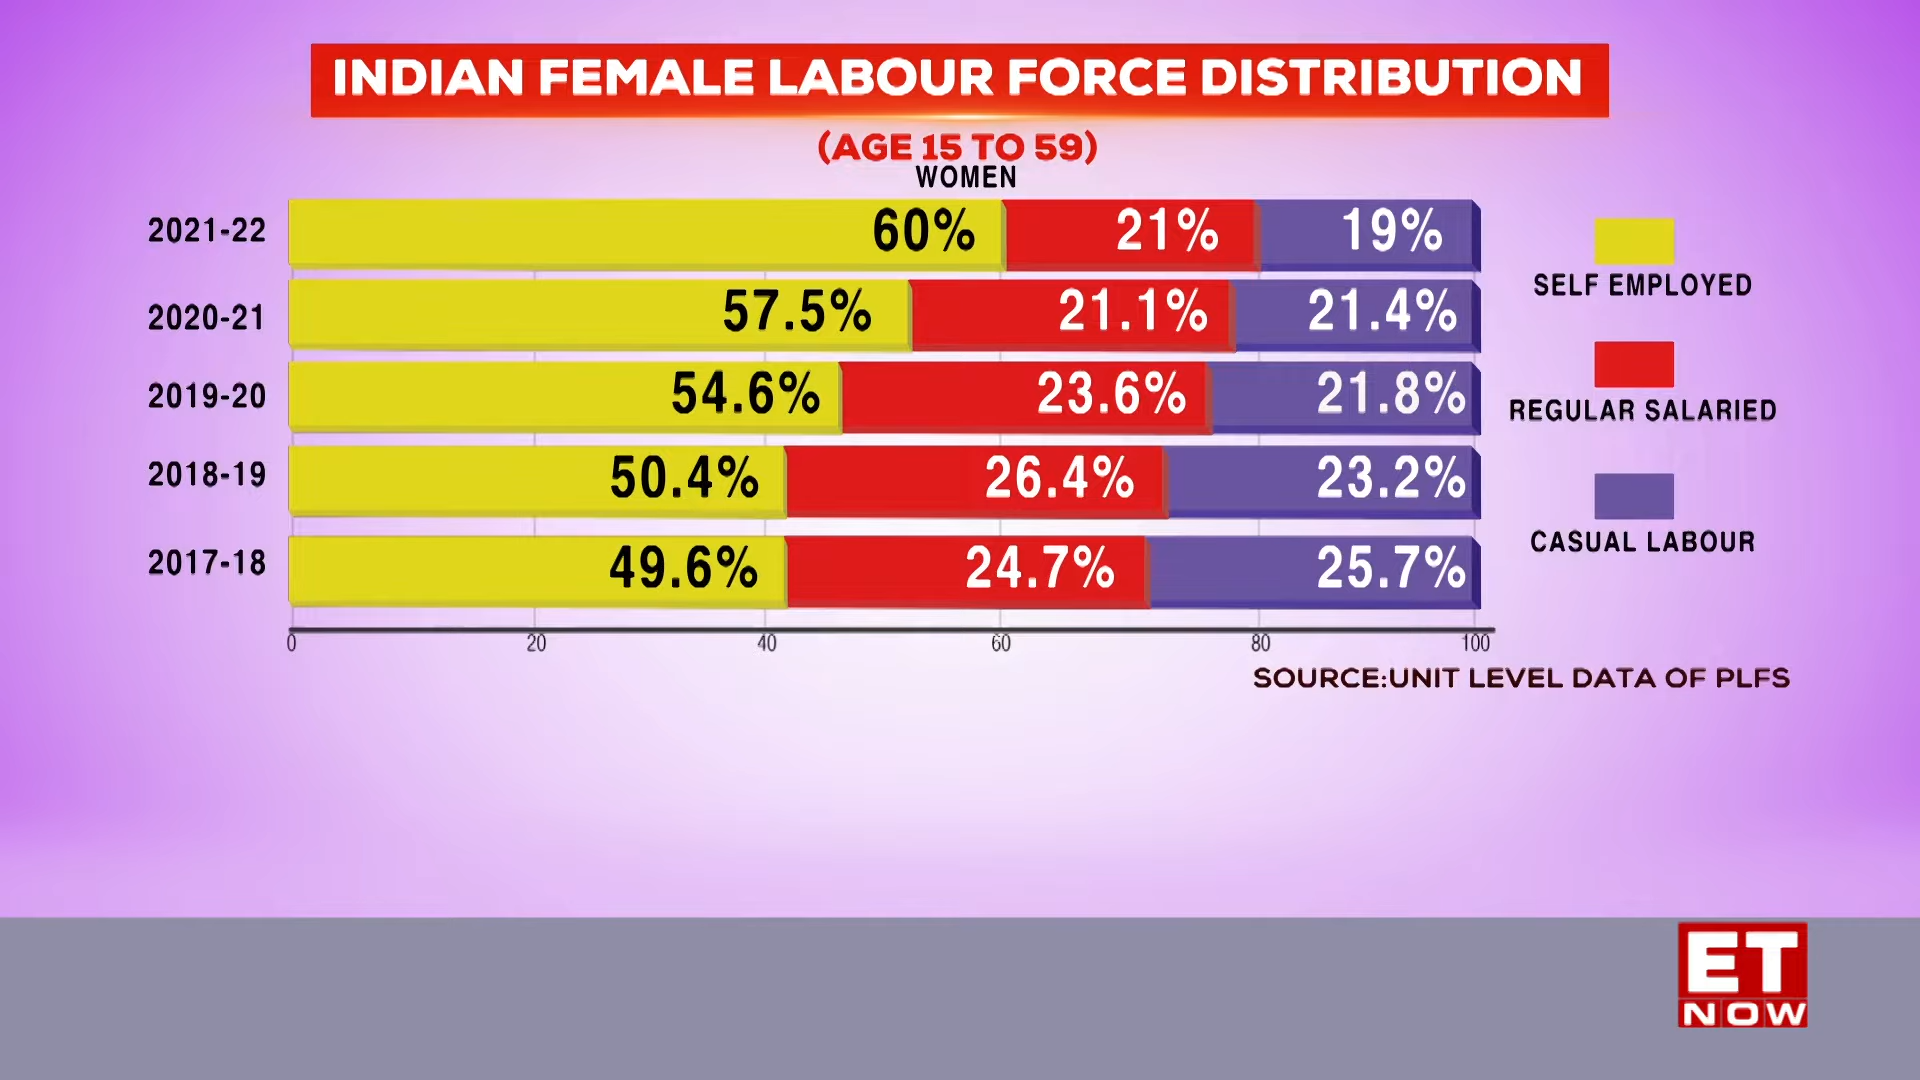 INDIAN FEMALE LABOUR FORCE DISTRIBUTION
(AGE 15 TO 59)
WOMEN
2021-22 60% 21% 19%
2020-21 57.5% 21.1% 21.4%
2019-20 54.6% 23.6% 21.8%
2018-19 50.4% 26.4% 23.2%
2017-18 49.6% 24.7% 25.7%
0 20 40 60 80 100
SELF EMPLOYED
REGULAR SALARIED
CASUAL LABOUR
SOURCE:UNIT LEVEL DATA OF PLFS
ET
NOW